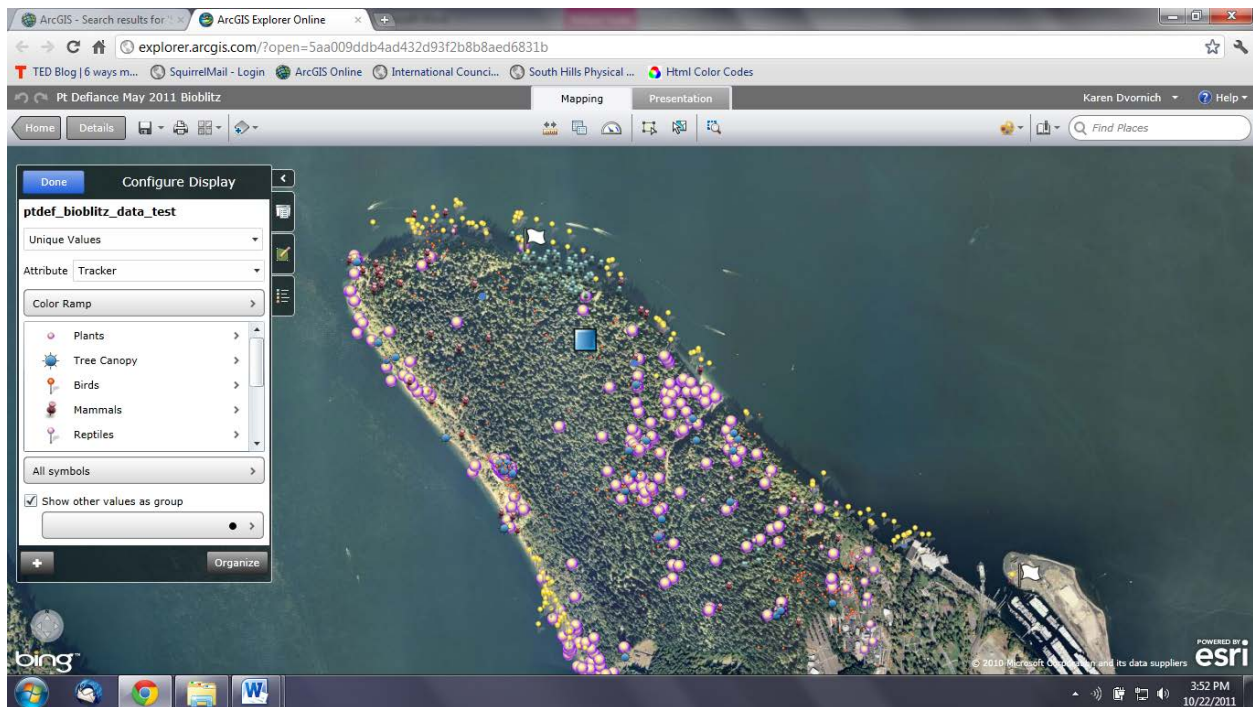 ArcGIS - Search results for '
ArcGIS Explorer Online
explorer.arcgis.com/?open=5aa009ddb4ad432d93f2b8b8aed6831b
TED Blog | 6 ways m...
SquirrelMail - Login
ArcGIS Online
International Counci...
South Hills Physical ...
Html Color Codes
Pt Defiance May 2011 Bioblitz
Mapping
Presentation
Karen Dvornich
Help
Home
Details
Find Places
Done
Configure Display
ptdef_bioblitz_data_test
Unique Values
Attribute Tracker
Color Ramp
Plants
Tree Canopy
Birds
Mammals
Reptiles
All symbols
Show other values as group
Organize
bing
© 2010 Microsoft Corporation and its data suppliers
POWERED BY
esri
3:52 PM
10/22/2011